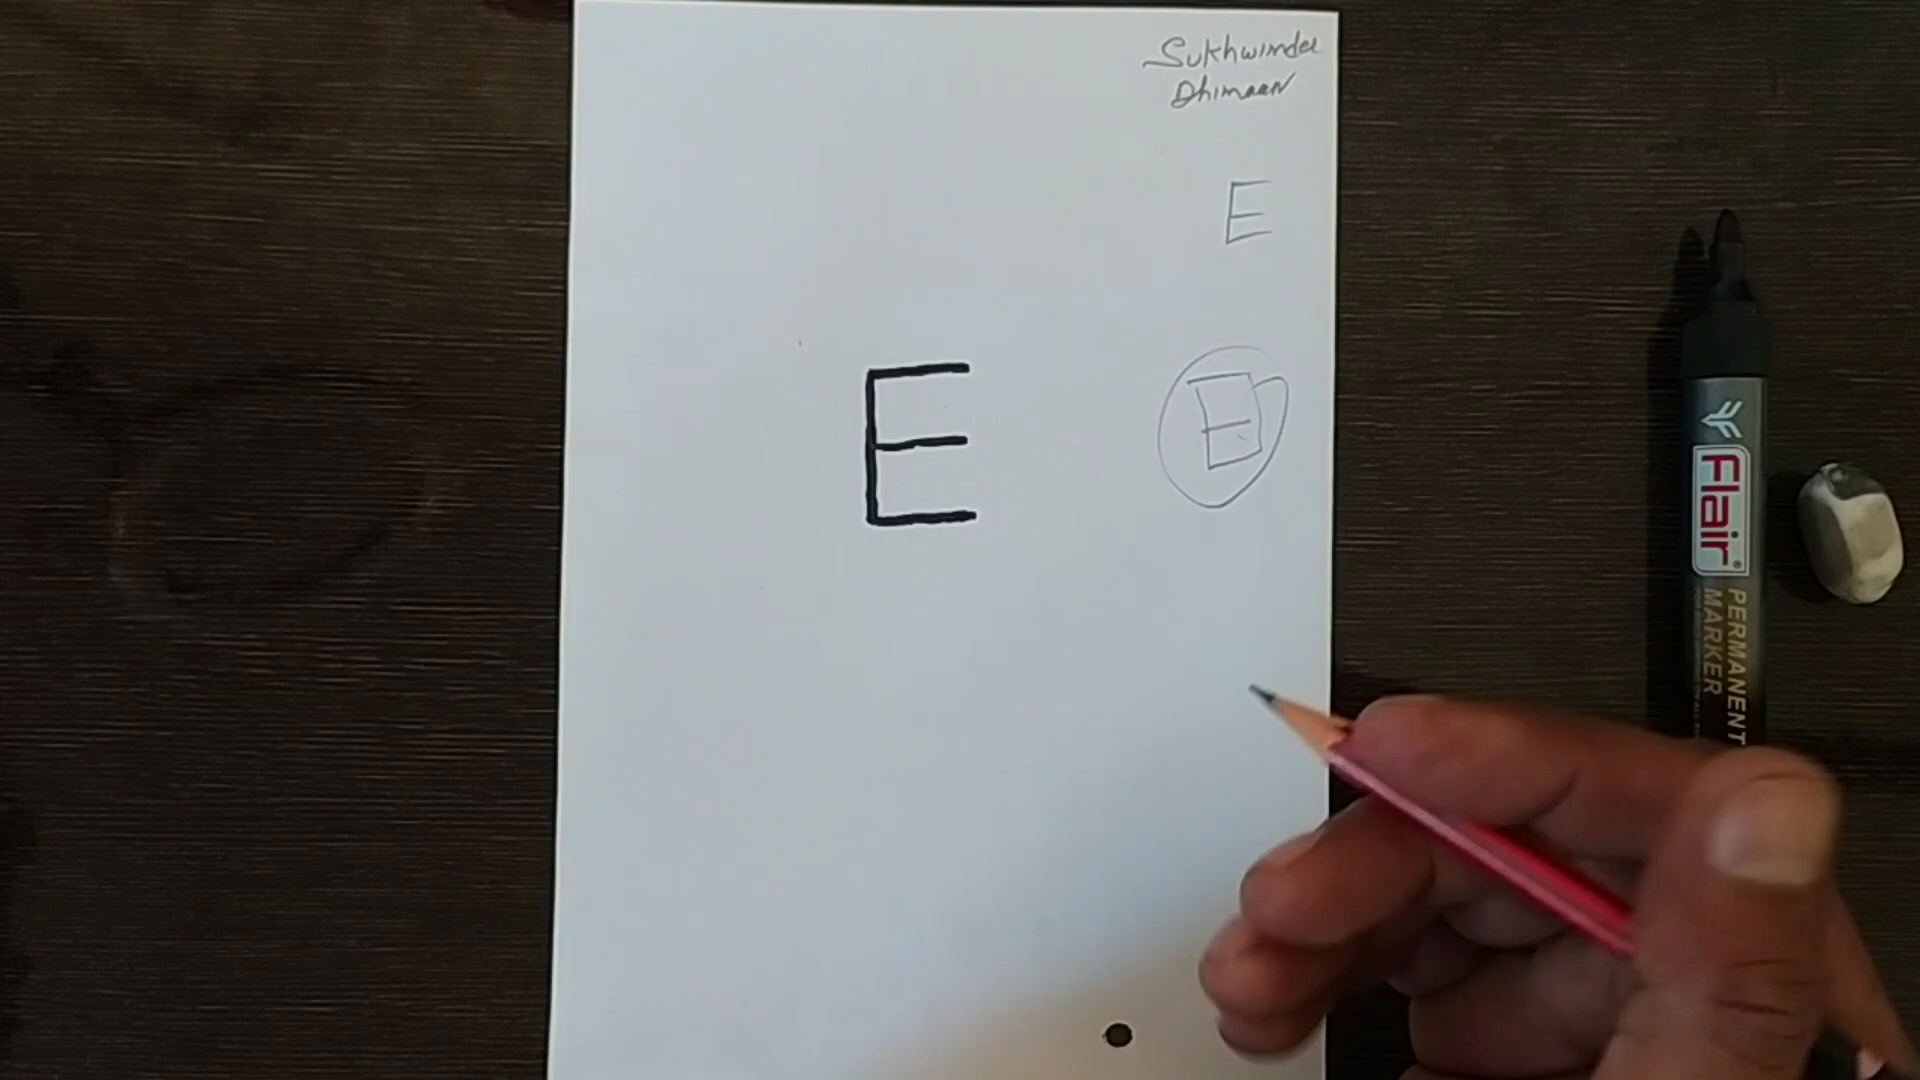 Sukhwinder
Dhimaan
E
E
E
Flair
PERMANENT
MARKER